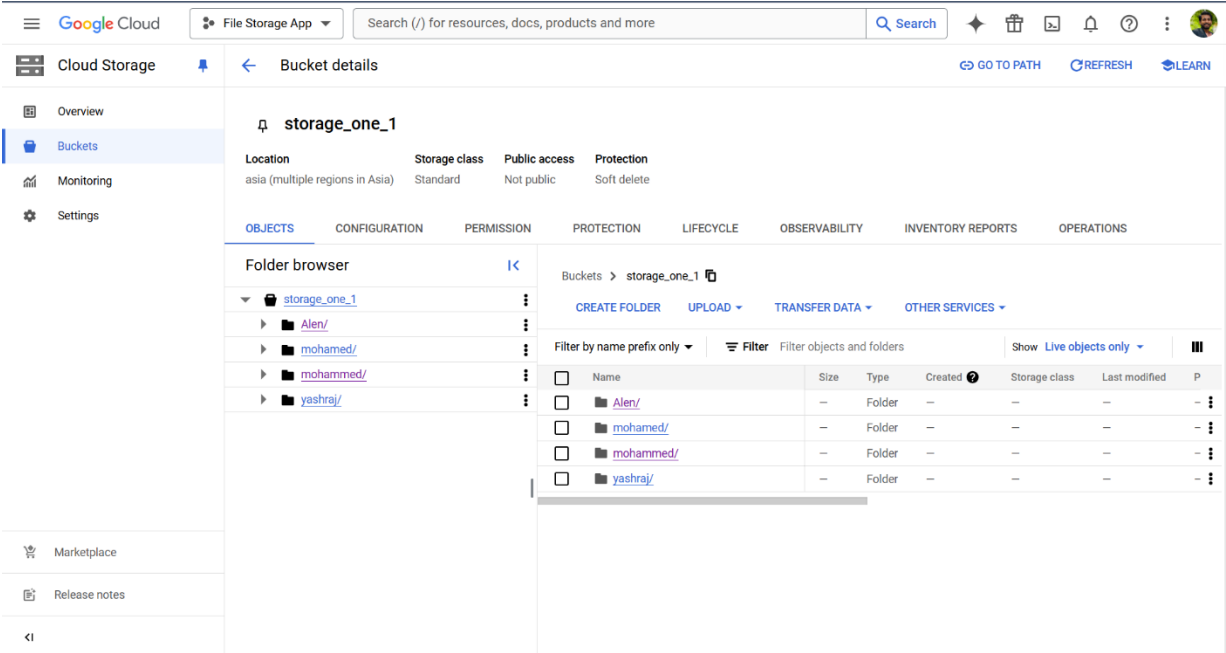 Google Cloud File Storage App Search (/) for resources, docs, products and more Search
Cloud Storage Bucket details GO TO PATH REFRESH LEARN
Overview
Buckets
Monitoring
Settings
Marketplace
Release notes
storage_one_1
Location Storage class Public access Protection
asia (multiple regions in Asia) Standard Not public Soft delete
OBJECTS CONFIGURATION PERMISSION PROTECTION LIFECYCLE OBSERVABILITY INVENTORY REPORTS OPERATIONS
Folder browser
storage_one_1
Alen/
mohamed/
mohammed/
yashraj/
Buckets > storage_one_1
CREATE FOLDER UPLOAD TRANSFER DATA OTHER SERVICES
Filter by name prefix only Filter Filter objects and folders Show Live objects only
Name Size Type Created Storage class Last modified P
Alen/ — Folder — — — –
mohamed/ — Folder — — — –
mohammed/ — Folder — — — –
yashraj/ — Folder — — — –